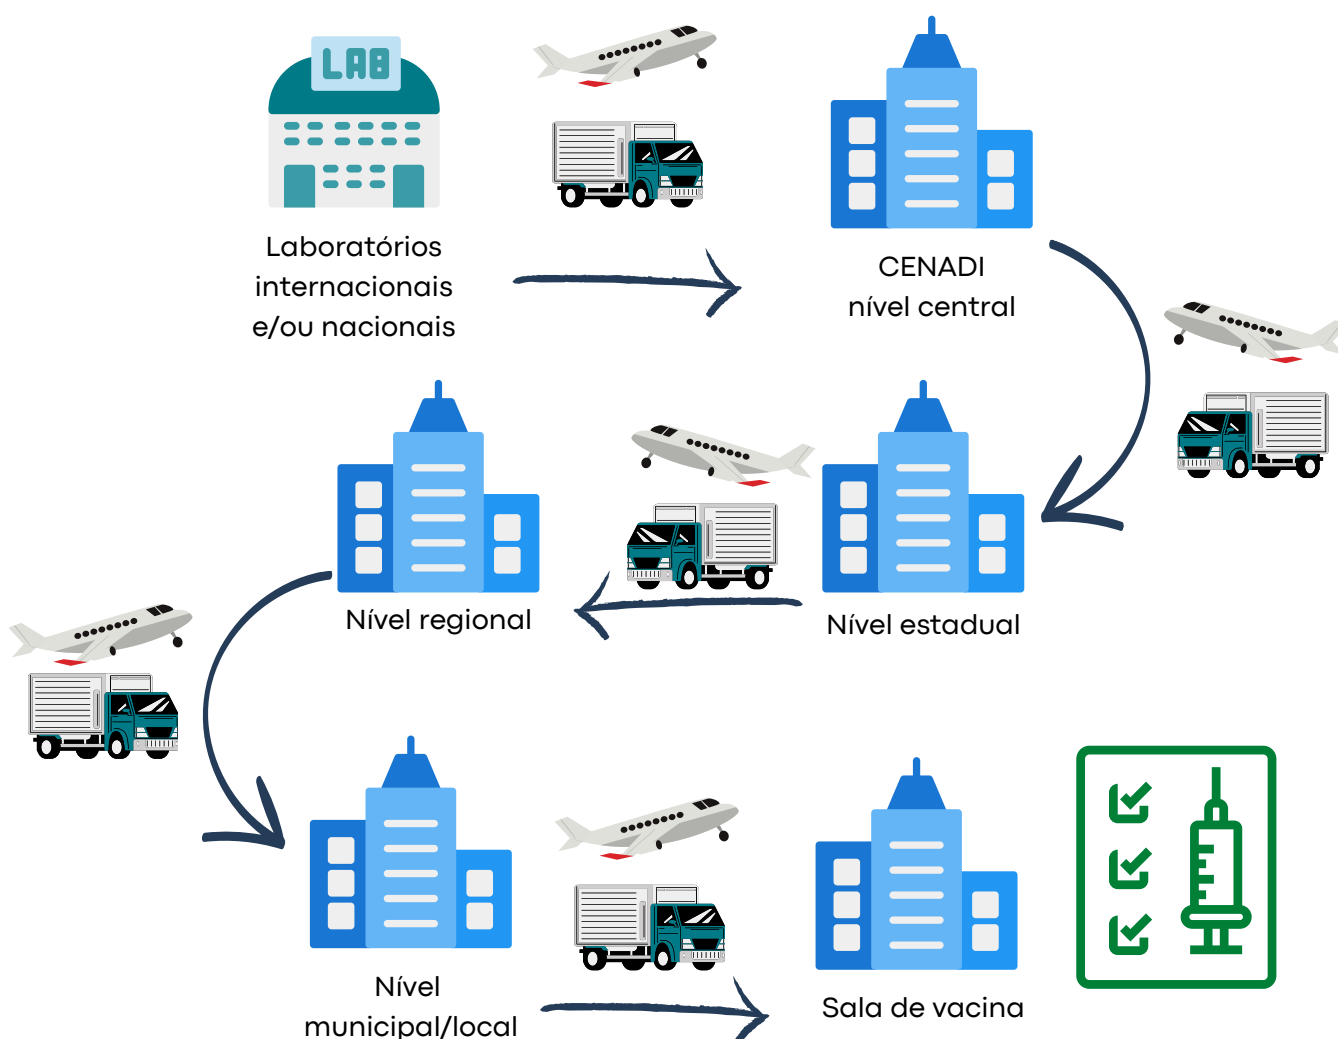 LAB
Laboratórios
internacionais
e/ou nacionais
CENADI
nível central
Nível regional
Nível estadual
Nível
municipal/local
Sala de vacina